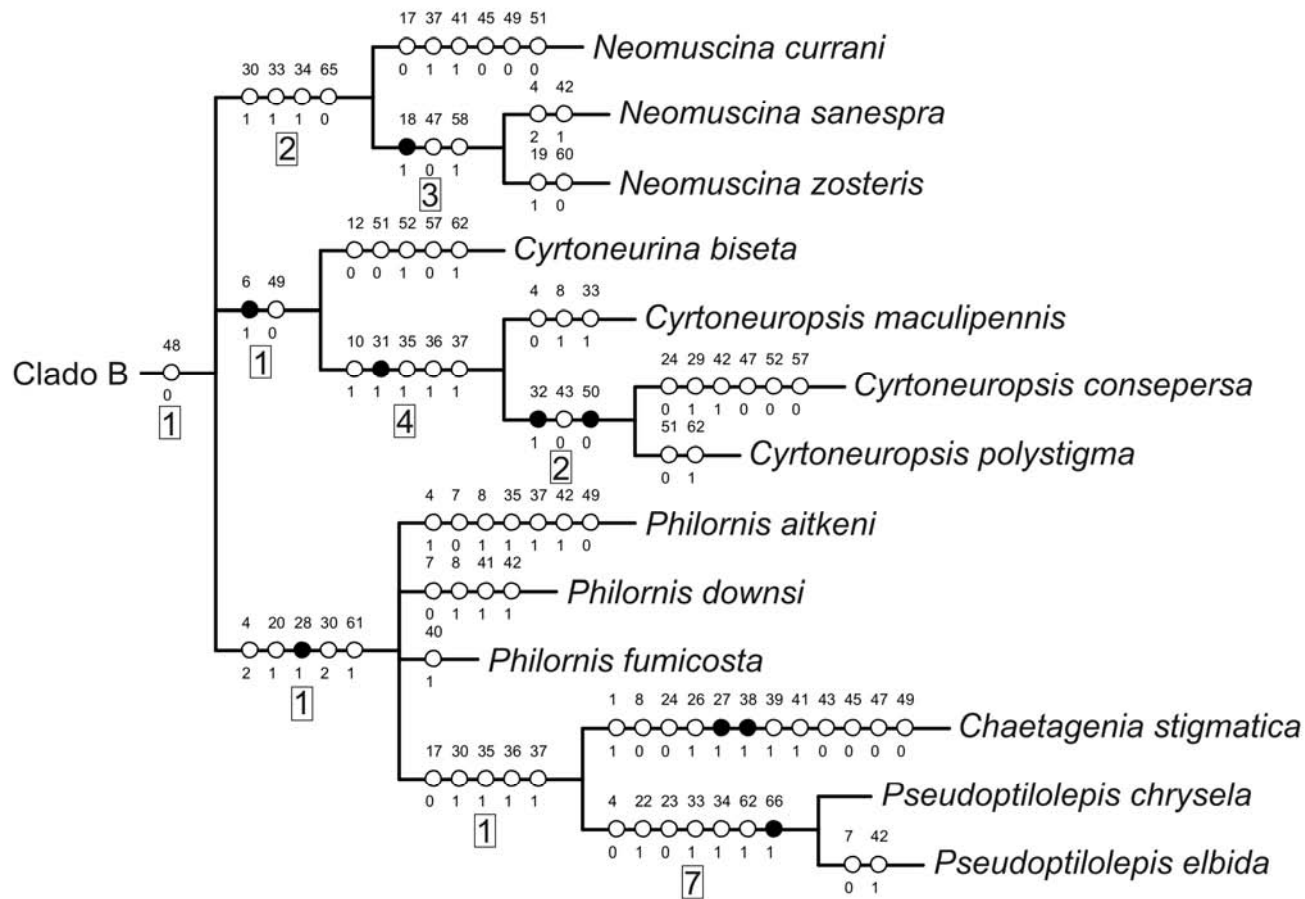 17 37 41 45 49 51
Neomuscina currani
0 1 1 0 0 0
30 33 34 65
1 1 1 0
2
4 42
Neomuscina sanespra
2 1
18 47 58
1 0 1
3
19 60
Neomuscina zosteris
1 0
12 51 52 57 62
Cyrtoneurina biseta
0 0 1 0 1
6 49
1 0
1
4 8 33
Cyrtoneuropsis maculipennis
0 1 1
10 31 35 36 37
1 1 1 1 1
4
24 29 42 47 52 57
Cyrtoneuropsis consepersa
0 1 1 0 0 0
32 43 50
1 0 0
2
51 62
Cyrtoneuropsis polystigma
0 1
48
Clado B
0
1
4 7 8 35 37 42 49
Philornis aitkeni
1 0 1 1 1 1 0
7 8 41 42
Philornis downsi
0 1 1 1
4 20 28 30 61
2 1 1 2 1
1
40
Philornis fumicosta
1
1 8 24 26 27 38 39 41 43 45 47 49
Chaetagenia stigmatica
1 0 0 1 1 1 1 1 0 0 0 0
17 30 35 36 37
0 1 1 1 1
1
4 22 23 33 34 62 66
Pseudoptilolepis chrysela
0 1 0 1 1 1 1
7
7 42
Pseudoptilolepis elbida
0 1